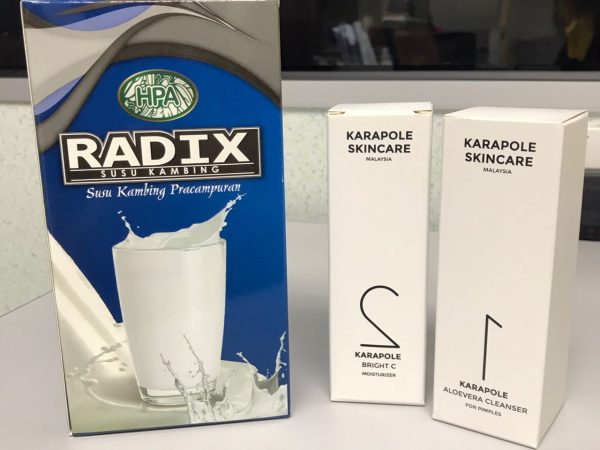 HPA
RADIX
SUSU KAMBING
Susu Kambing Pracampuran
KARAPOLE
SKINCARE
MALAYSIA
2
KARAPOLE
BRIGHT C
MOISTURIZER
KARAPOLE
SKINCARE
MALAYSIA
1
KARAPOLE
ALOEVERA CLEANSER
FOR PIMPLES